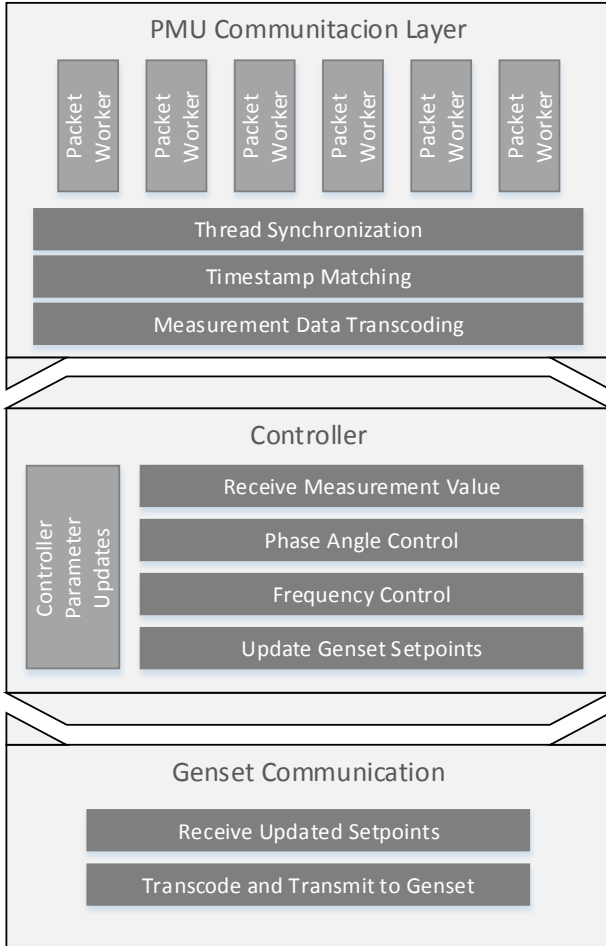 PMU Communitacion Layer
Packet
Worker
Packet
Worker
Packet
Worker
Packet
Worker
Packet
Worker
Packet
Worker
Thread Synchronization
Timestamp Matching
Measurement Data Transcoding
Controller
Controller
Parameter
Updates
Receive Measurement Value
Phase Angle Control
Frequency Control
Update Genset Setpoints
Genset Communication
Receive Updated Setpoints
Transcode and Transmit to Genset